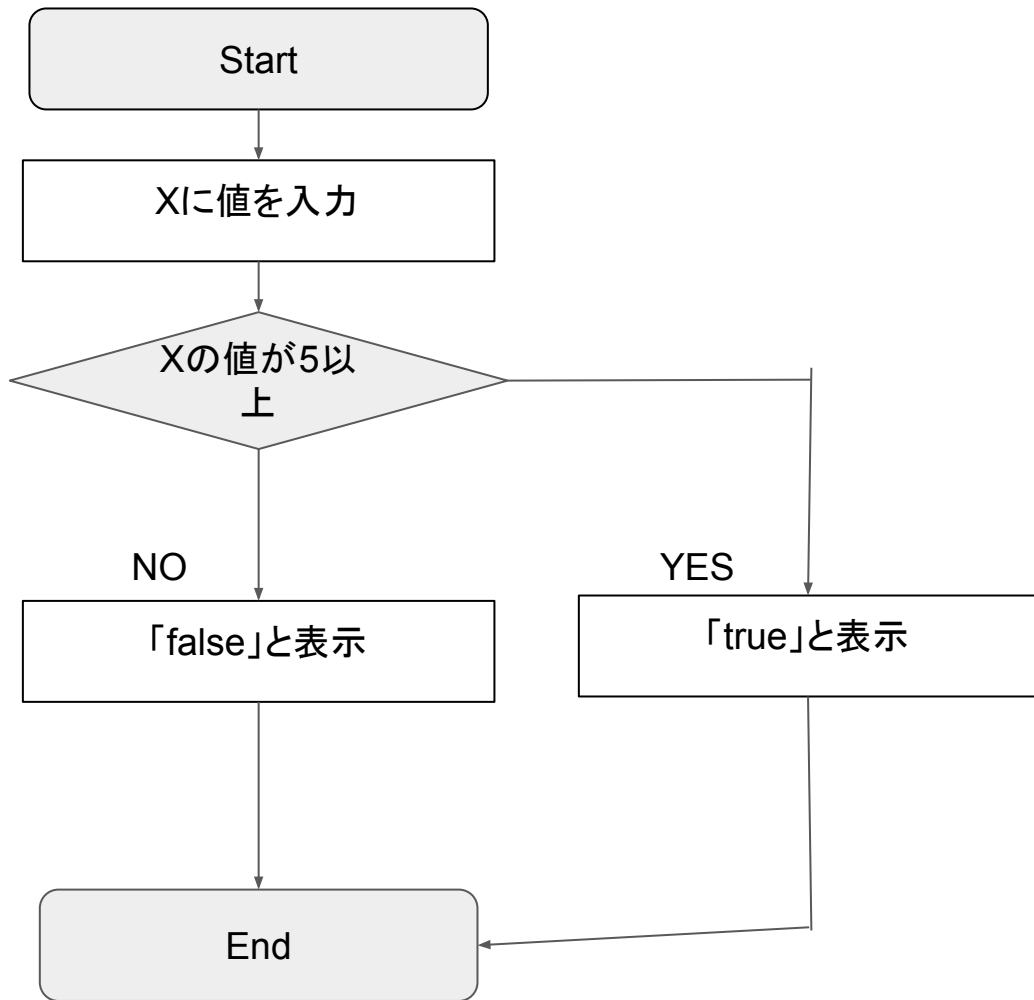 Start
Xに値を入力
Xの値が5以
上
NO
YES
「false」と表示
「true」と表示
End